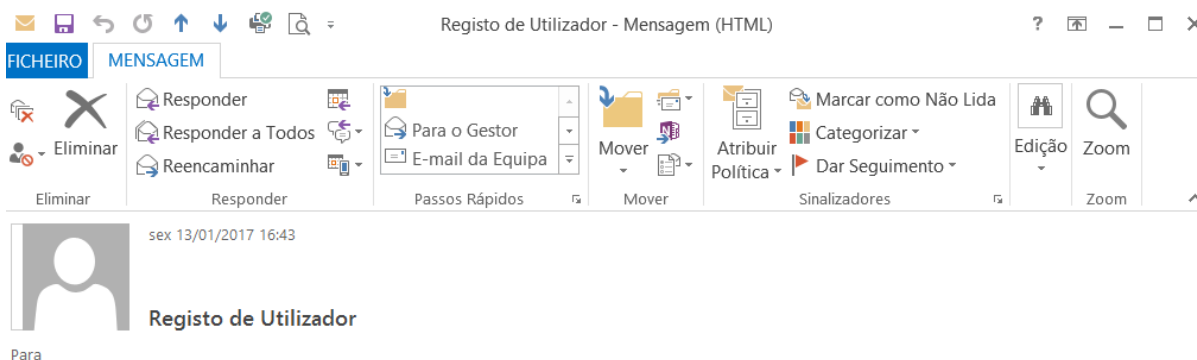 Registo de Utilizador - Mensagem (HTML)
?
FICHEIRO MENSAGEM
Eliminar
Responder
Responder a Todos
Reencaminhar
Para o Gestor
E-mail da Equipa
Mover
Atribuir
Política
Marcar como Não Lida
Categorizar
Dar Seguimento
Edição
Zoom
Eliminar Responder Passos Rápidos Mover Sinalizadores Zoom
sex 13/01/2017 16:43
Registo de Utilizador
Para